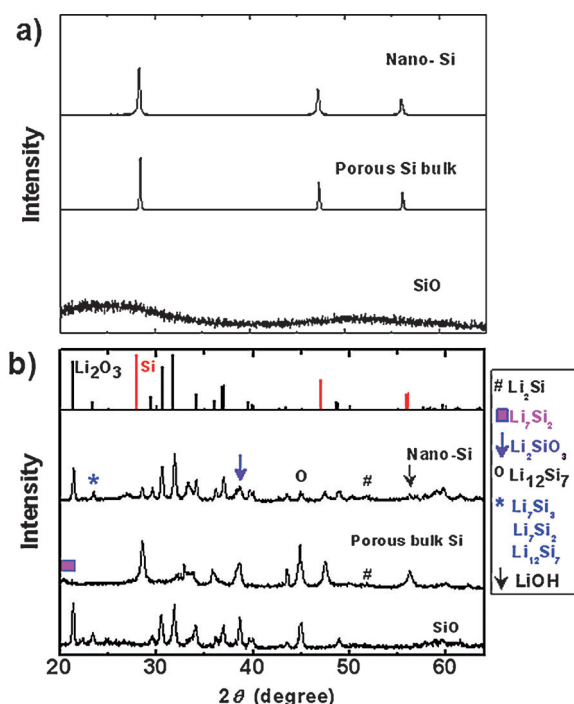 a)
Nano- Si
Porous Si bulk
SiO
Intensity
b)
Li2O3
Si
Nano-Si
#
*
o
Porous bulk Si
#
SiO
Intensity
20 30 40 50 60
2θ (degree)
# Li2Si
Li7Si2
Li2SiO3
o Li12Si7
* Li7Si3
Li7Si2
Li12Si7
LiOH